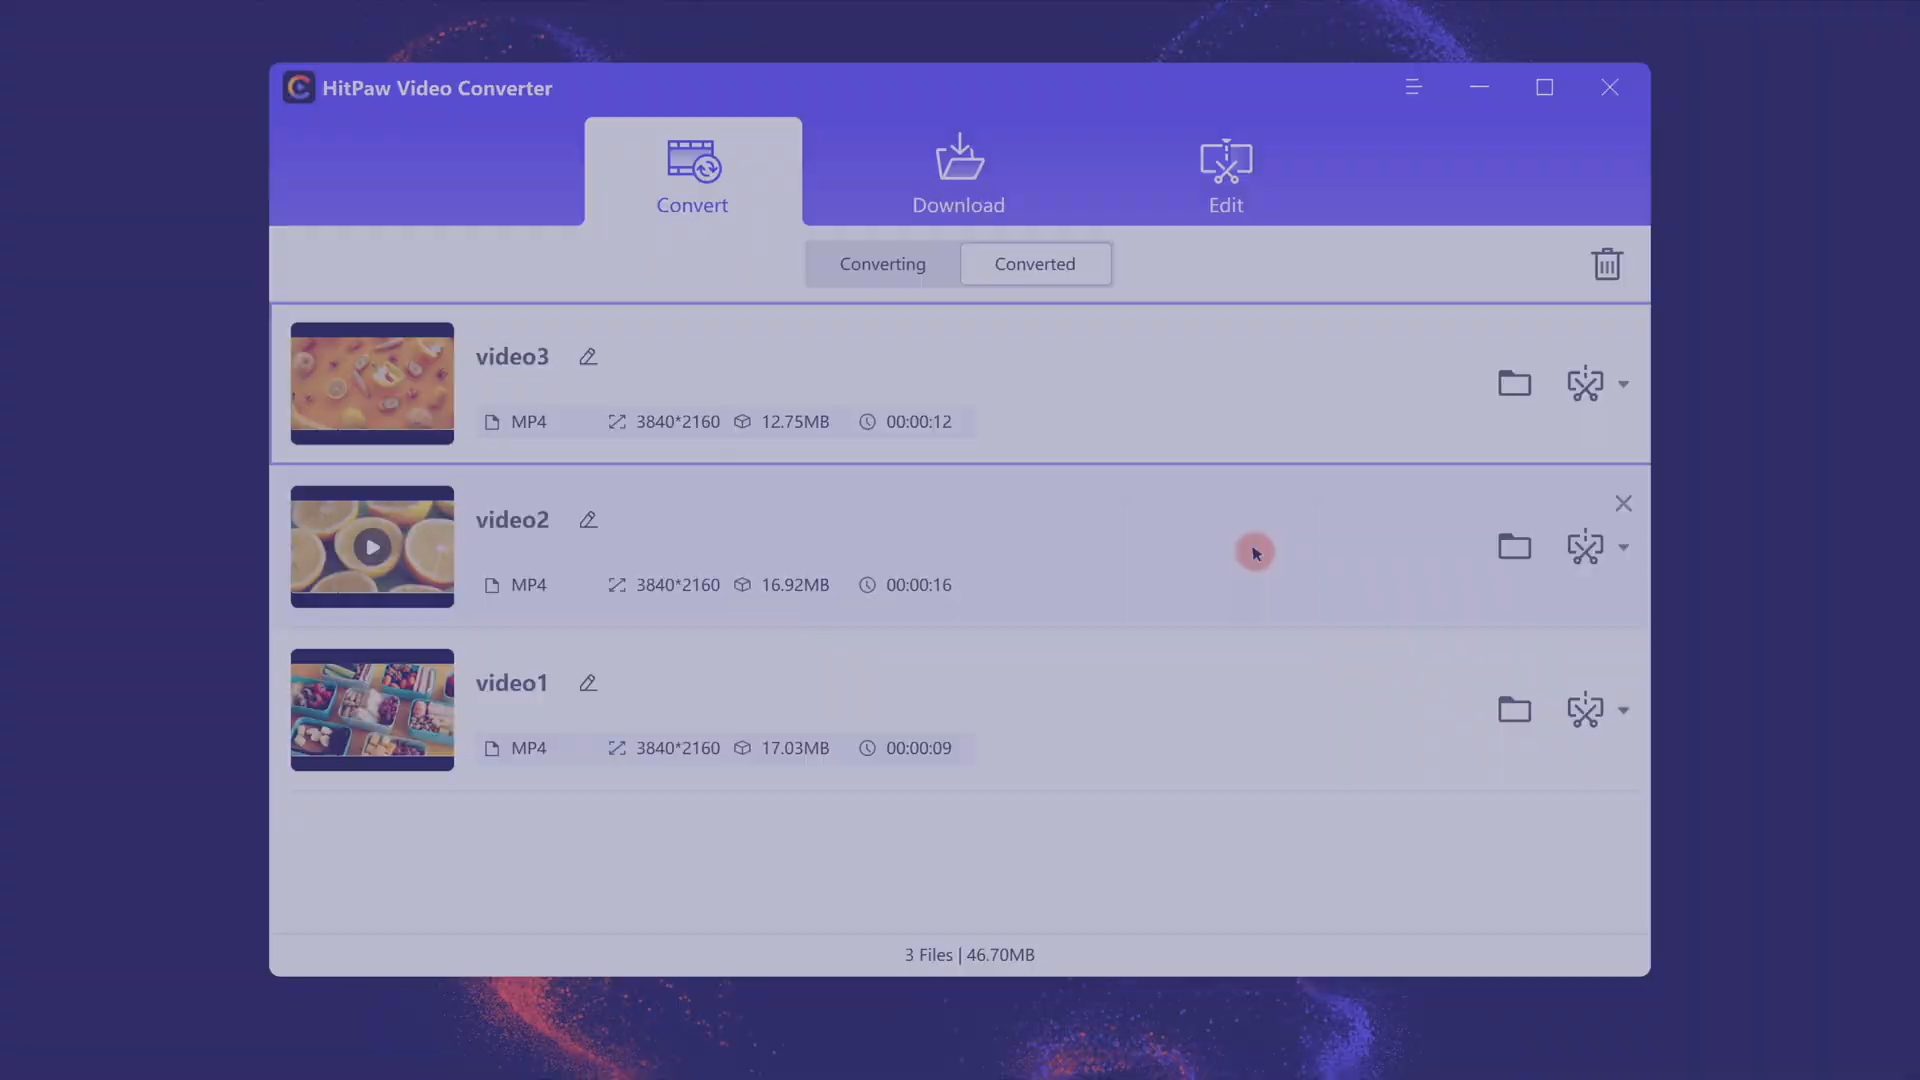 HitPaw Video Converter
Convert
Download
Edit
Converting
Converted
video3
MP4 3840*2160 12.75MB 00:00:12
video2
MP4 3840*2160 16.92MB 00:00:16
video1
MP4 3840*2160 17.03MB 00:00:09
3 Files | 46.70MB